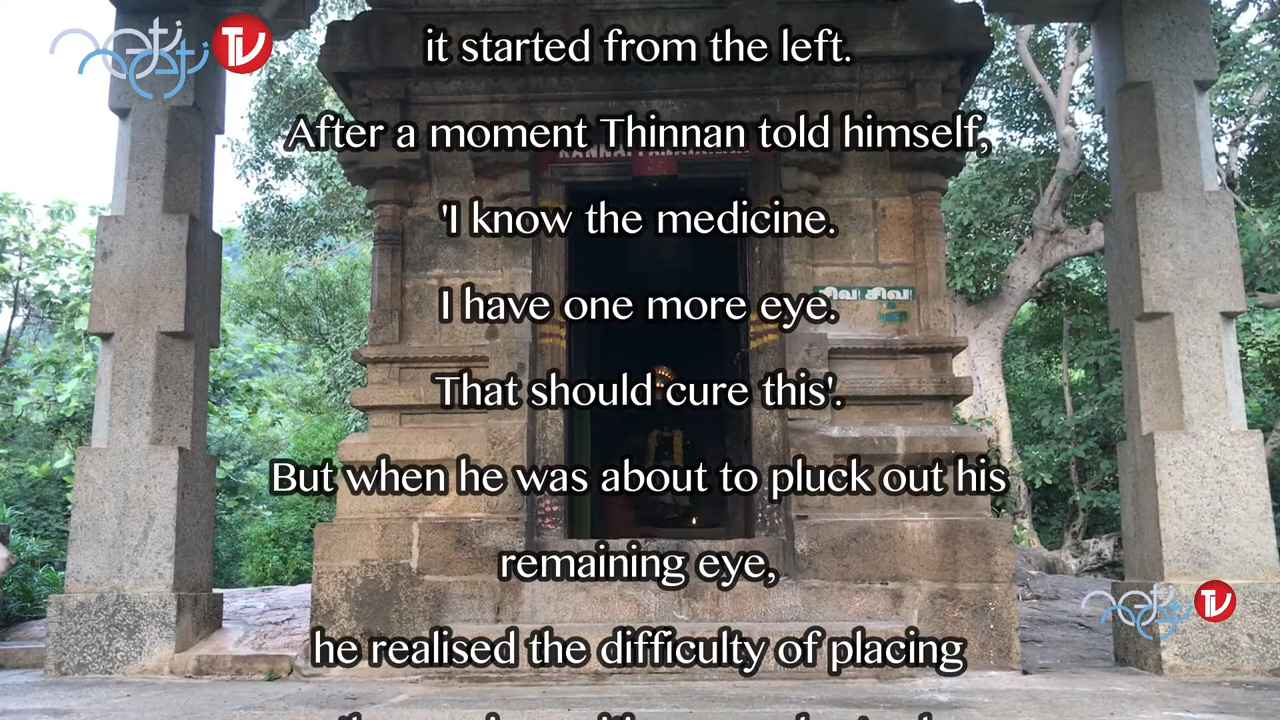 it started from the left.
After a moment Thinnan told himself,
'I know the medicine.
I have one more eye.
சிவ சிவ
That should cure this'.
But when he was about to pluck out his
remaining eye,
he realised the difficulty of placing
TV
TV